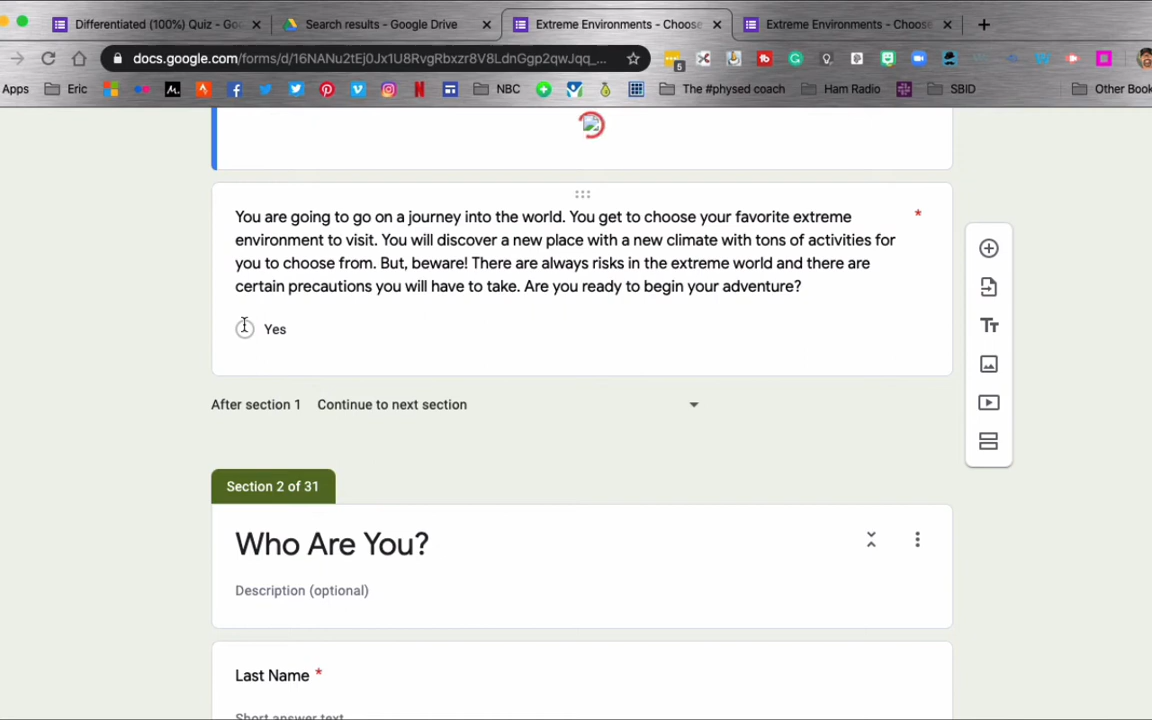 Differentiated (100%) Quiz - Goo
Search results - Google Drive
Extreme Environments - Choose
Extreme Environments - Choose
docs.google.com/forms/d/16NANu2tEj0Jx1U8RvgRbxzr8V8LdnGgp2qwJqq_...
5
Apps
Eric
NBC
The #physed coach
Ham Radio
SBID
Other Book
You are going to go on a journey into the world. You get to choose your favorite extreme
environment to visit. You will discover a new place with a new climate with tons of activities for
you to choose from. But, beware! There are always risks in the extreme world and there are
certain precautions you will have to take. Are you ready to begin your adventure?
*
Yes
After section 1 Continue to next section
Section 2 of 31
Who Are You?
Description (optional)
Last Name *
Short answer text